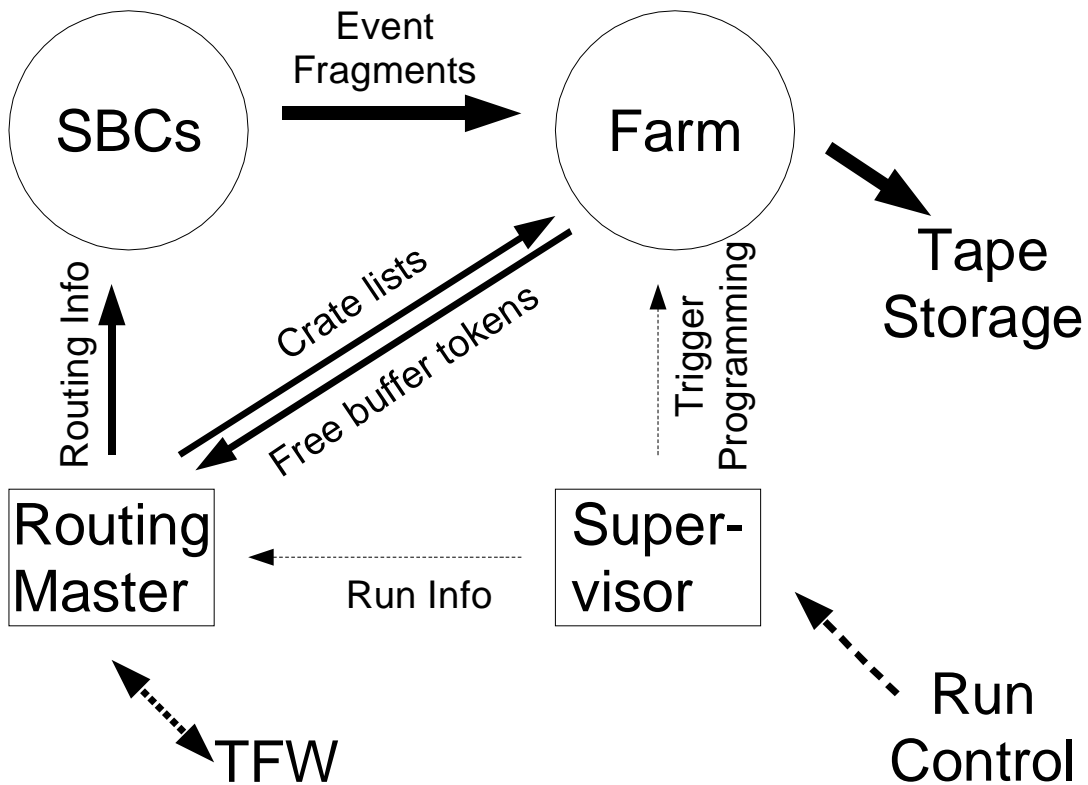 Event
Fragments
SBCs
Farm
Tape
Storage
Routing Info
Crate lists
Free buffer tokens
Trigger
Programming
Routing
Master
Super-
visor
Run Info
Run
Control
TFW